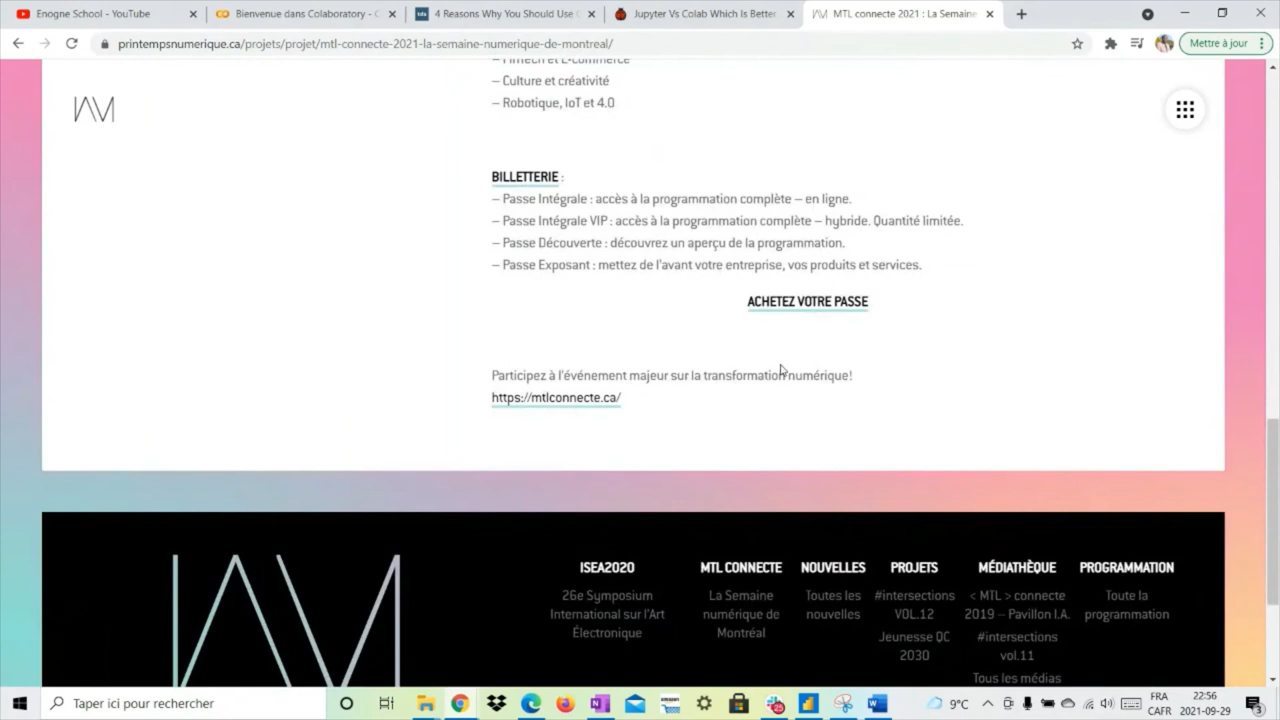 Enogne School - YouTube
Bienvenue dans Colaboratory - C
4 Reasons Why You Should Use G
Jupyter Vs Colab Which Is Better
MTL connecte 2021 : La Semaine
printempsnumerique.ca/projets/projet/mtl-connecte-2021-la-semaine-numerique-de-montreal/
Mettre à jour
– FinTech et E-commerce
– Culture et créativité
– Robotique, IoT et 4.0
BILLETTERIE :
– Passe Intégrale : accès à la programmation complète – en ligne.
– Passe Intégrale VIP : accès à la programmation complète – hybride. Quantité limitée.
– Passe Découverte : découvrez un aperçu de la programmation.
– Passe Exposant : mettez de l'avant votre entreprise, vos produits et services.
ACHETEZ VOTRE PASSE
Participez à l'événement majeur sur la transformation numérique!
https://mtlconnecte.ca/
ISEA2020
26e Symposium
International sur l'Art
Électronique
MTL CONNECTE
La Semaine
numérique de
Montréal
NOUVELLES
Toutes les
nouvelles
PROJETS
#intersections
VOL.12
Jeunesse QC
2030
MÉDIATHÈQUE
< MTL > connecte
2019 – Pavillon I.A.
#intersections
vol.11
Tous les médias
PROGRAMMATION
Toute la
programmation
Taper ici pour rechercher
25
9°C
FRA
CAFR
22:56
2021-09-29
3